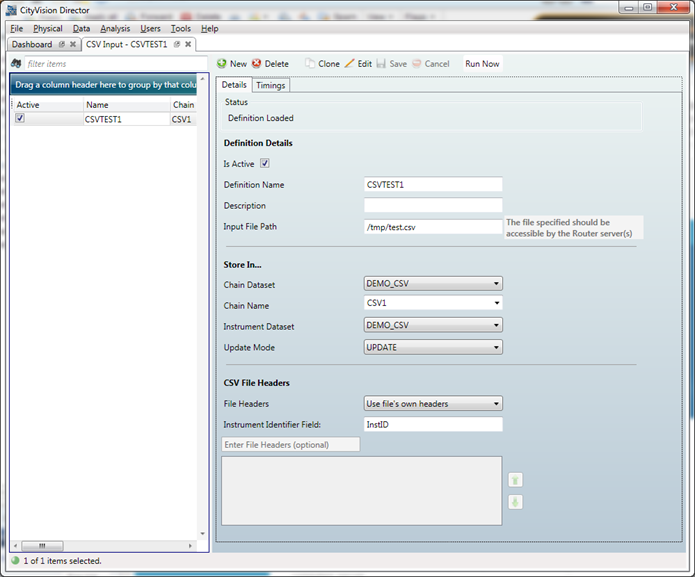 CityVision Director
File Physical Data Analysis Users Tools Help
Dashboard CSV Input - CSVTEST1
filter items
New Delete Clone Edit Save Cancel Run Now
Drag a column header here to group by that colu
Active Name Chain
CSVTEST1 CSV1
Details Timings
Status
Definition Loaded
Definition Details
Is Active
Definition Name CSVTEST1
Description
Input File Path /tmp/test.csv
The file specified should be
accessible by the Router server(s)
Store In...
Chain Dataset DEMO_CSV
Chain Name CSV1
Instrument Dataset DEMO_CSV
Update Mode UPDATE
CSV File Headers
File Headers Use file's own headers
Instrument Identifier Field: InstID
Enter File Headers (optional)
1 of 1 items selected.